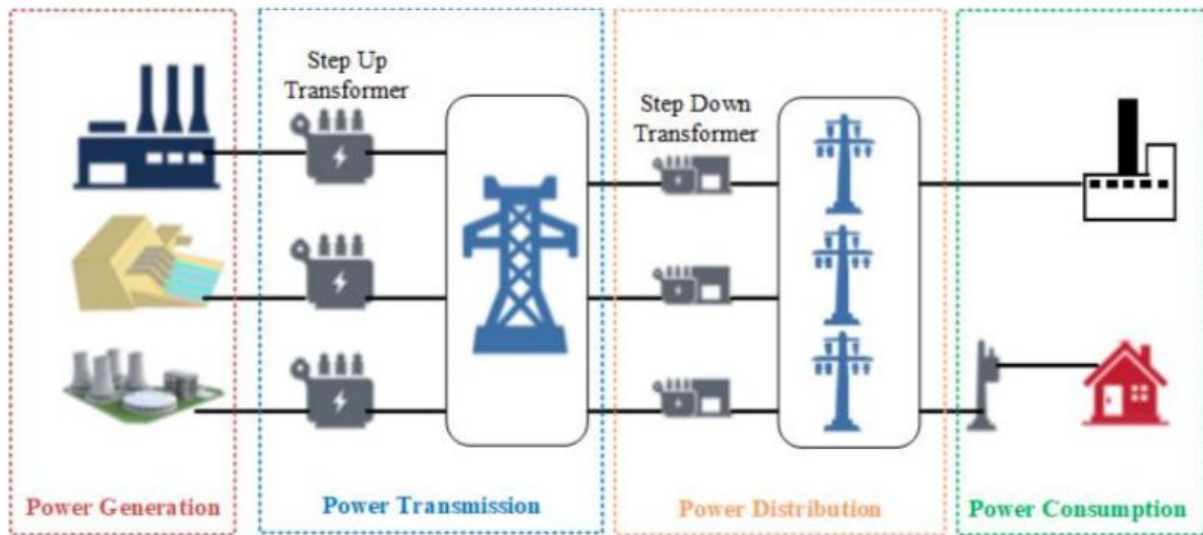 Step Up
Transformer
Step Down
Transformer
Power Generation
Power Transmission
Power Distribution
Power Consumption